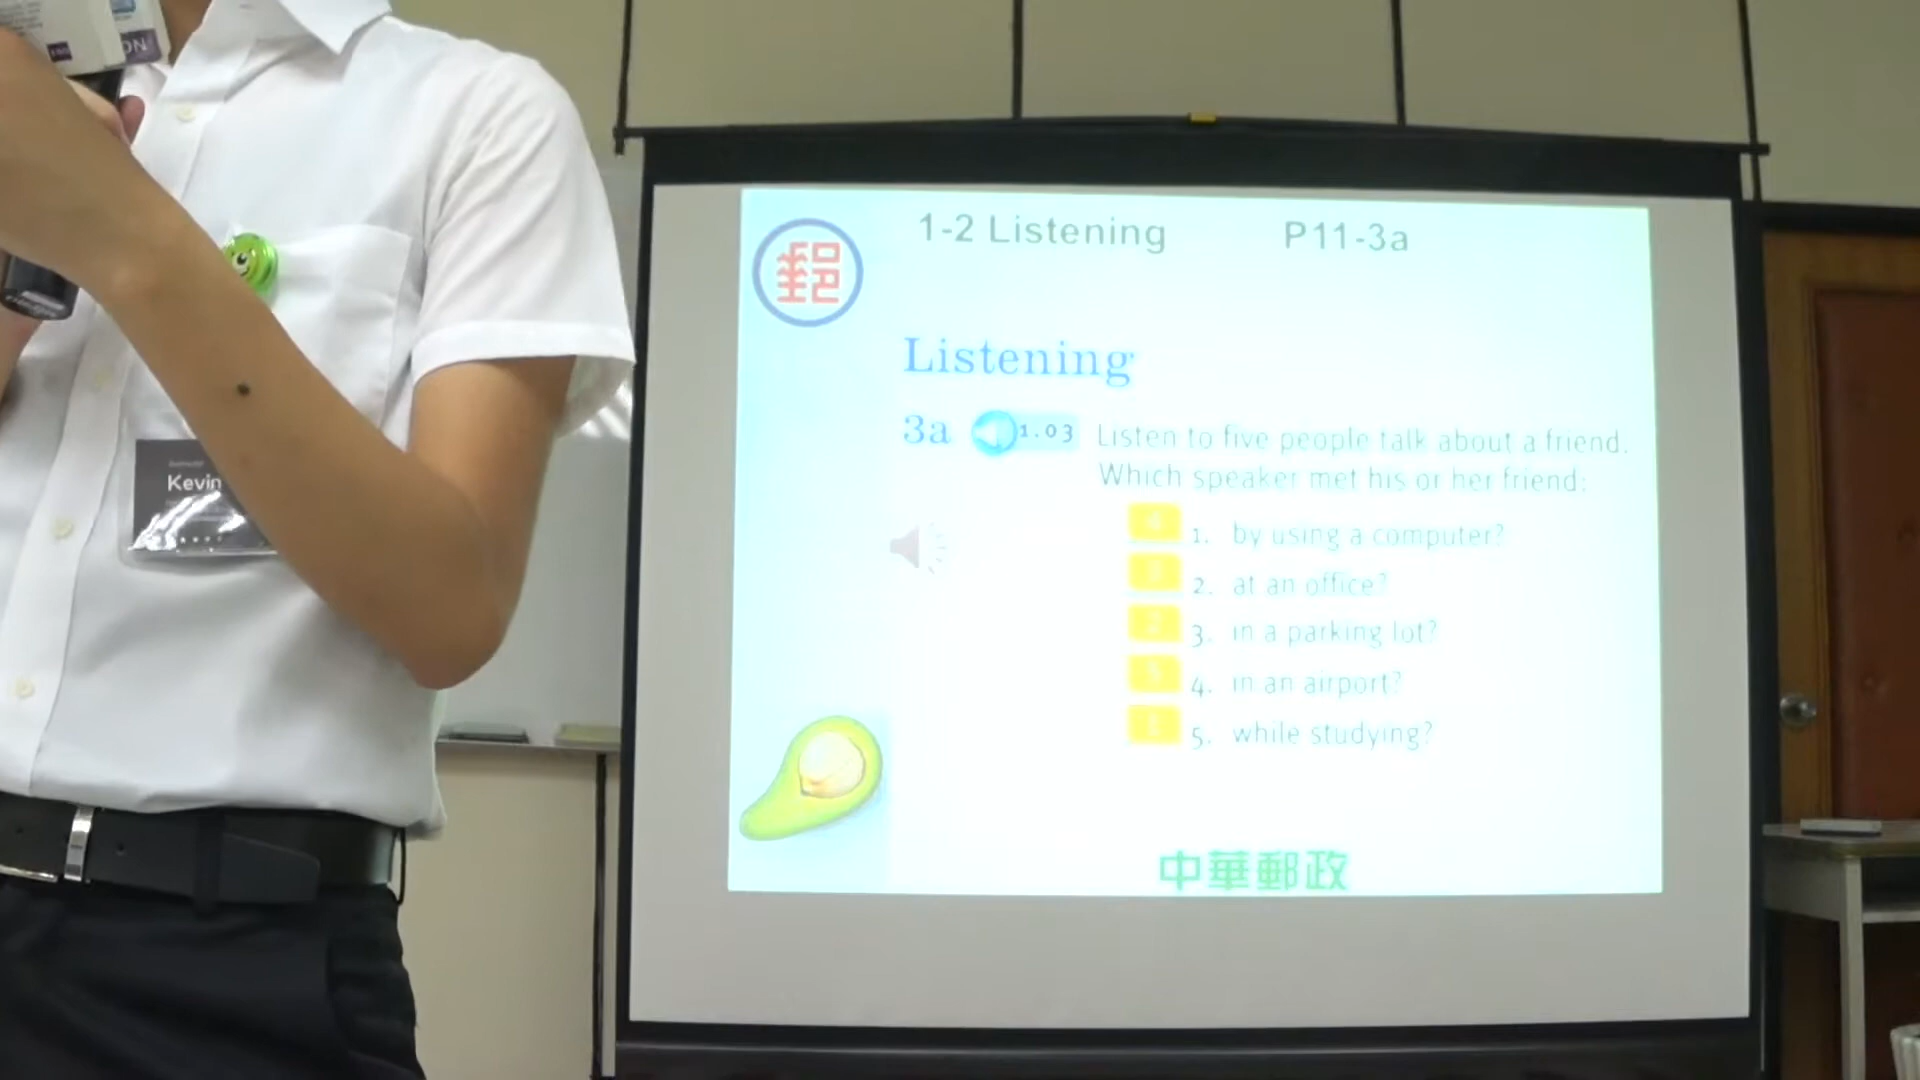 ON
Kevin
1-2 Listening P11-3a
郵
Listening
3a 1.03 Listen to five people talk about a friend.
Which speaker met his or her friend:
4 1. by using a computer?
3 2. at an office?
2 3. in a parking lot?
5 4. in an airport?
1 5. while studying?
中華郵政